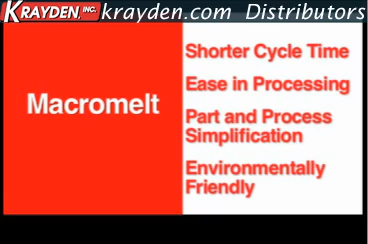 KRAYDEN, INC. krayden.com Distributors
Macromelt
Shorter Cycle Time
Ease in Processing
Part and Process
Simplification
Environmentally
Friendly